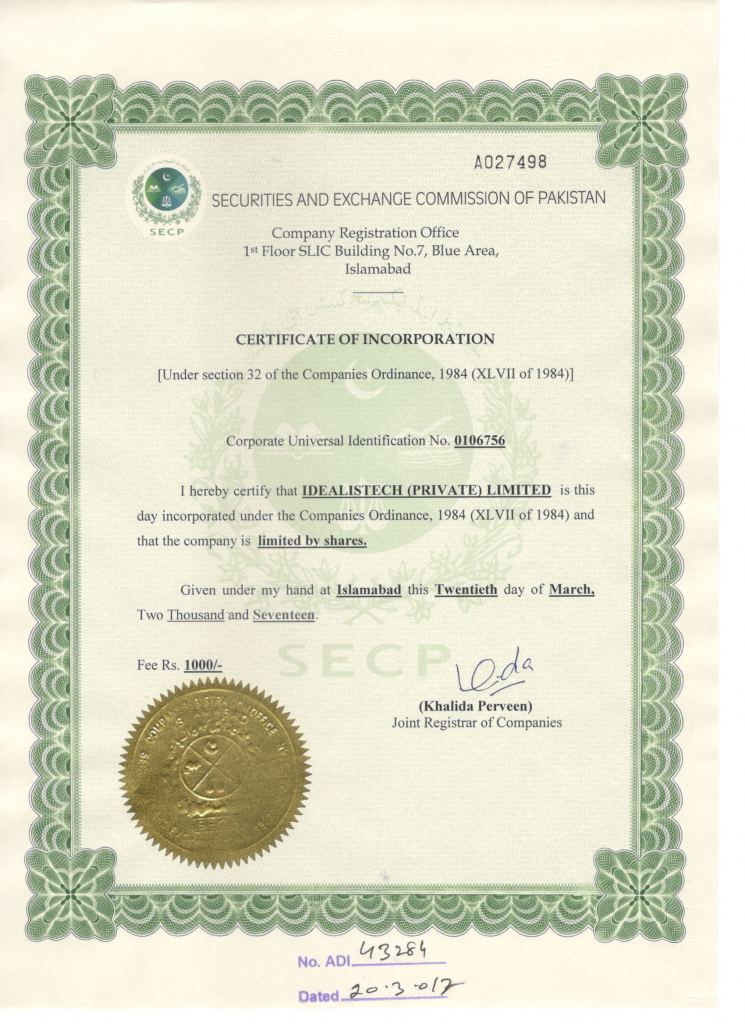 A027498
SECP
SECURITIES AND EXCHANGE COMMISSION OF PAKISTAN
Company Registration Office
1st Floor SLIC Building No.7, Blue Area,
Islamabad
CERTIFICATE OF INCORPORATION
[Under section 32 of the Companies Ordinance, 1984 (XLVII of 1984)]
Corporate Universal Identification No. 0106756
I hereby certify that IDEALISTECH (PRIVATE) LIMITED is this
day incorporated under the Companies Ordinance, 1984 (XLVII of 1984) and
that the company is limited by shares.
Given under my hand at Islamabad this Twentieth day of March,
Two Thousand and Seventeen.
SECP
Fee Rs. 1000/-
(Khalida Perveen)
Joint Registrar of Companies
No. ADI 43284
Dated 20.3.017